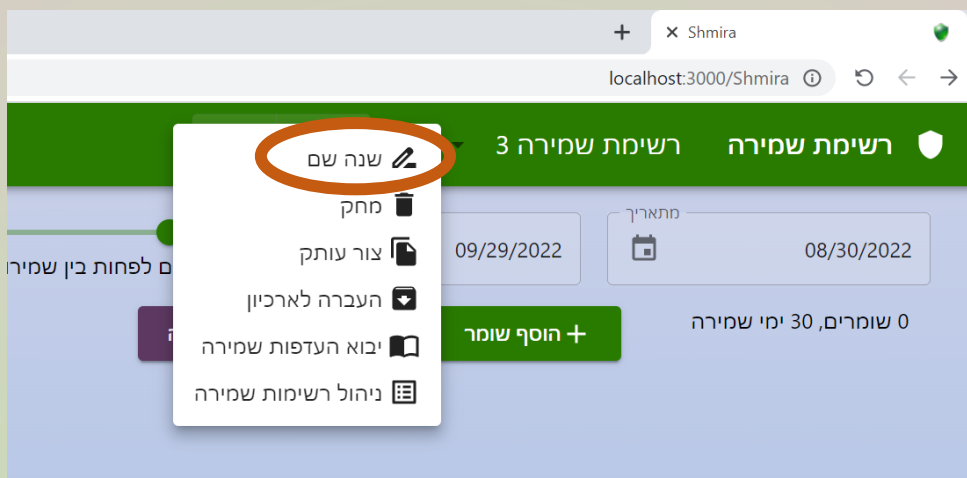 Shmira
localhost:3000/Shmira
רשימת שמירה
רשימת שמירה 3
שנה שם
מחק
צור עותק
העברה לארכיון
יבוא העדפות שמירה
ניהול רשימות שמירה
מתאריך
08/30/2022
09/29/2022
ם לפחות בין שמירו
0 שומרים, 30 ימי שמירה
+ הוסף שומר
ה